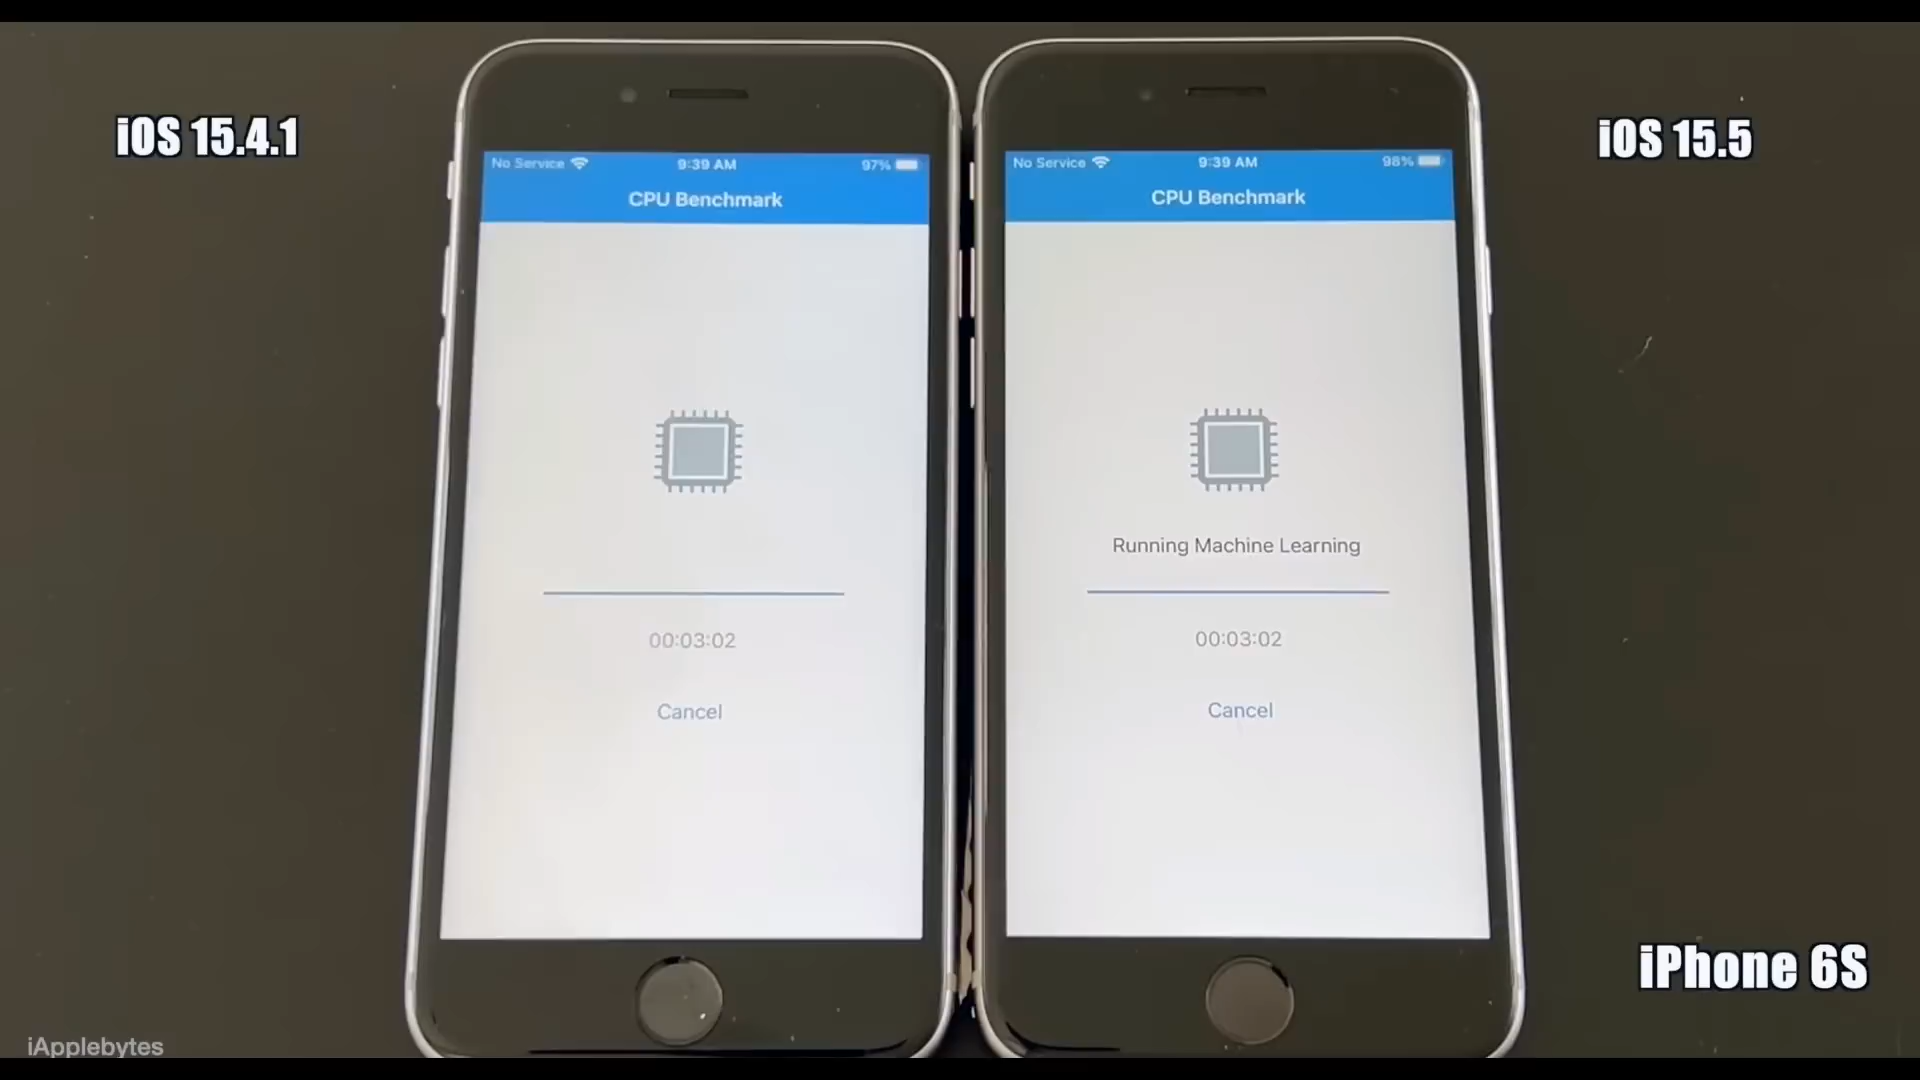 iOS 15.4.1
iOS 15.5
No Service 9:39 AM 97%
CPU Benchmark
00:03:02
Cancel
No Service 9:39 AM 98%
CPU Benchmark
Running Machine Learning
00:03:02
Cancel
iPhone 6S
iApplebytes